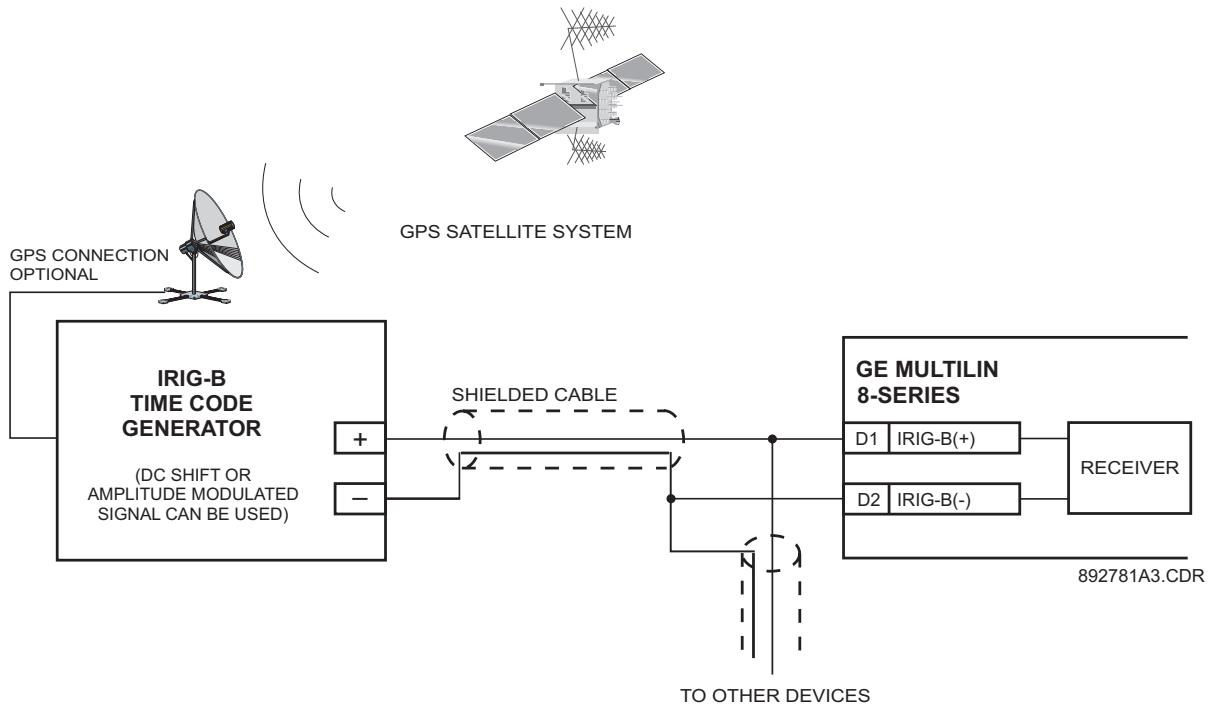 GPS SATELLITE SYSTEM
GPS CONNECTION
OPTIONAL
IRIG-B
TIME CODE
GENERATOR
(DC SHIFT OR
AMPLITUDE MODULATED
SIGNAL CAN BE USED)
+
–
SHIELDED CABLE
GE MULTILIN
8-SERIES
D1 IRIG-B(+)
D2 IRIG-B(-)
RECEIVER
892781A3.CDR
TO OTHER DEVICES